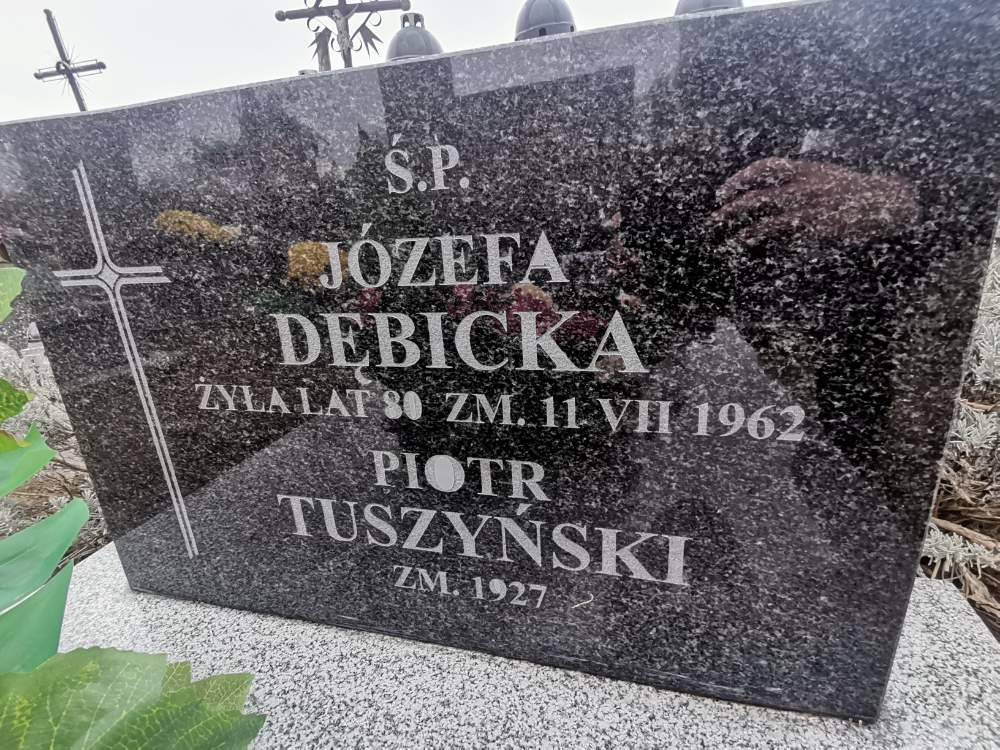 Ś.P.
JÓZEFA
DĘBICKA
ŻYŁA LAT 80 ZM. 11 VII 1962
PIOTR
TUSZYŃSKI
ZM. 1927